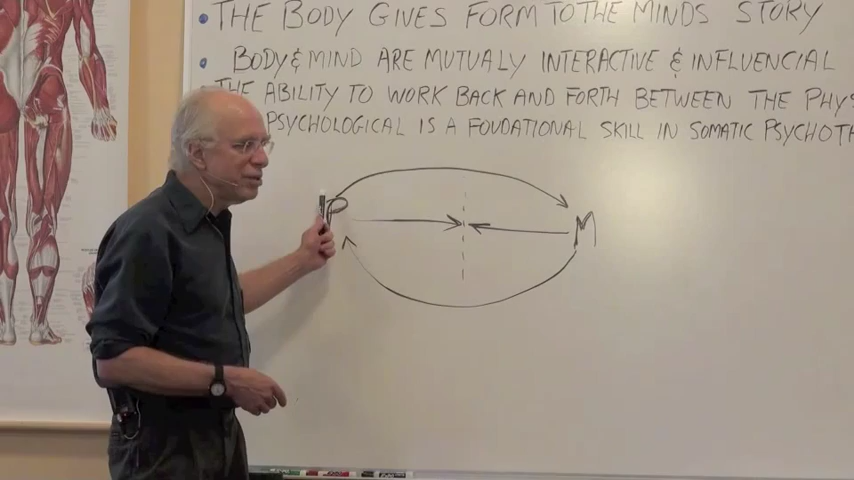 • THE BODY GIVES FORM TO THE MINDS STORY
• BODY & MIND ARE MUTUALY INTERACTIVE & INFLUENCIAL
• THE ABILITY TO WORK BACK AND FORTH BETWEEN THE PHYS
PSYCHOLOGICAL IS A FOUDATIONAL SKILL IN SOMATIC PSYCHOTH
P
M